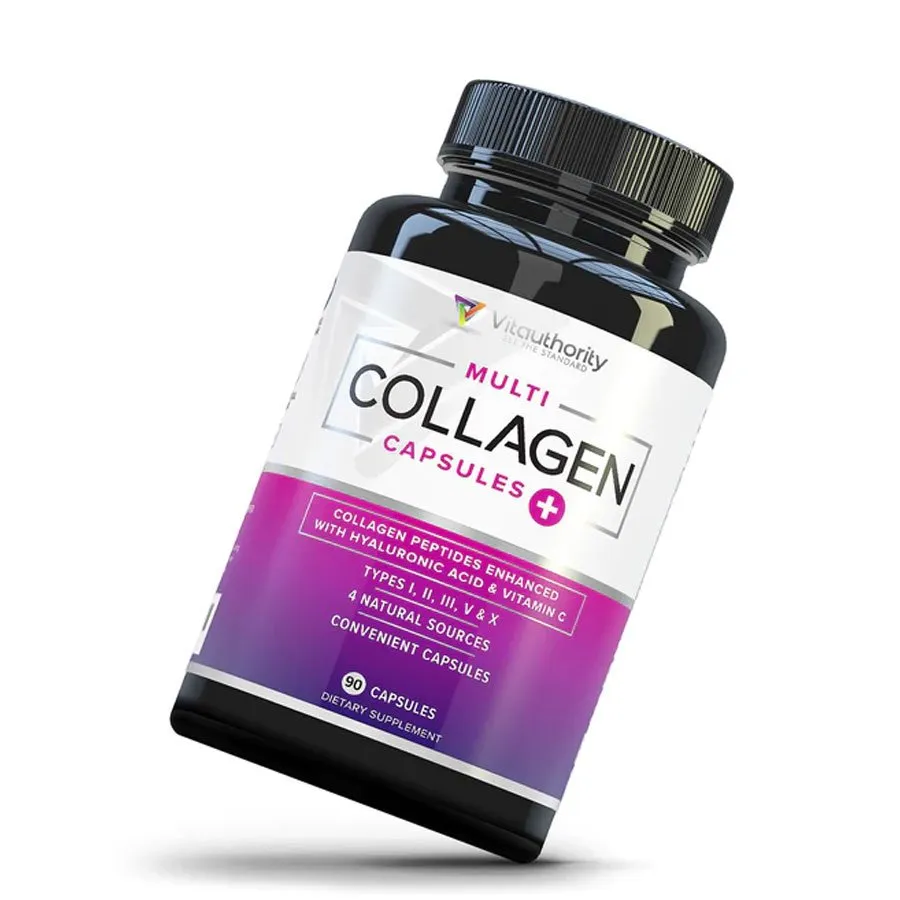 Vitauthority
SET THE STANDARD
MULTI
COLLAGEN
CAPSULES +
COLLAGEN PEPTIDES ENHANCED
WITH HYALURONIC ACID & VITAMIN C
TYPES I, II, III, V & X
4 NATURAL SOURCES
CONVENIENT CAPSULES
90 CAPSULES
DIETARY SUPPLEMENT